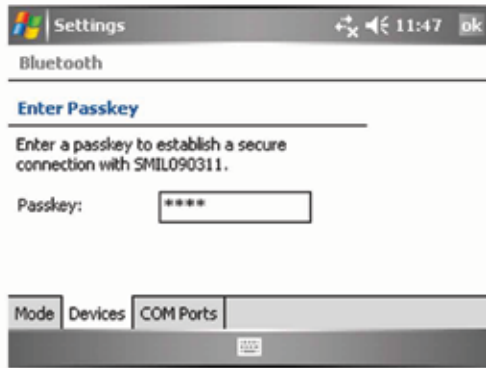 Settings 11:47 ok
Bluetooth
Enter Passkey
Enter a passkey to establish a secure
connection with SMIL090311.
Passkey: ****
Mode Devices COM Ports